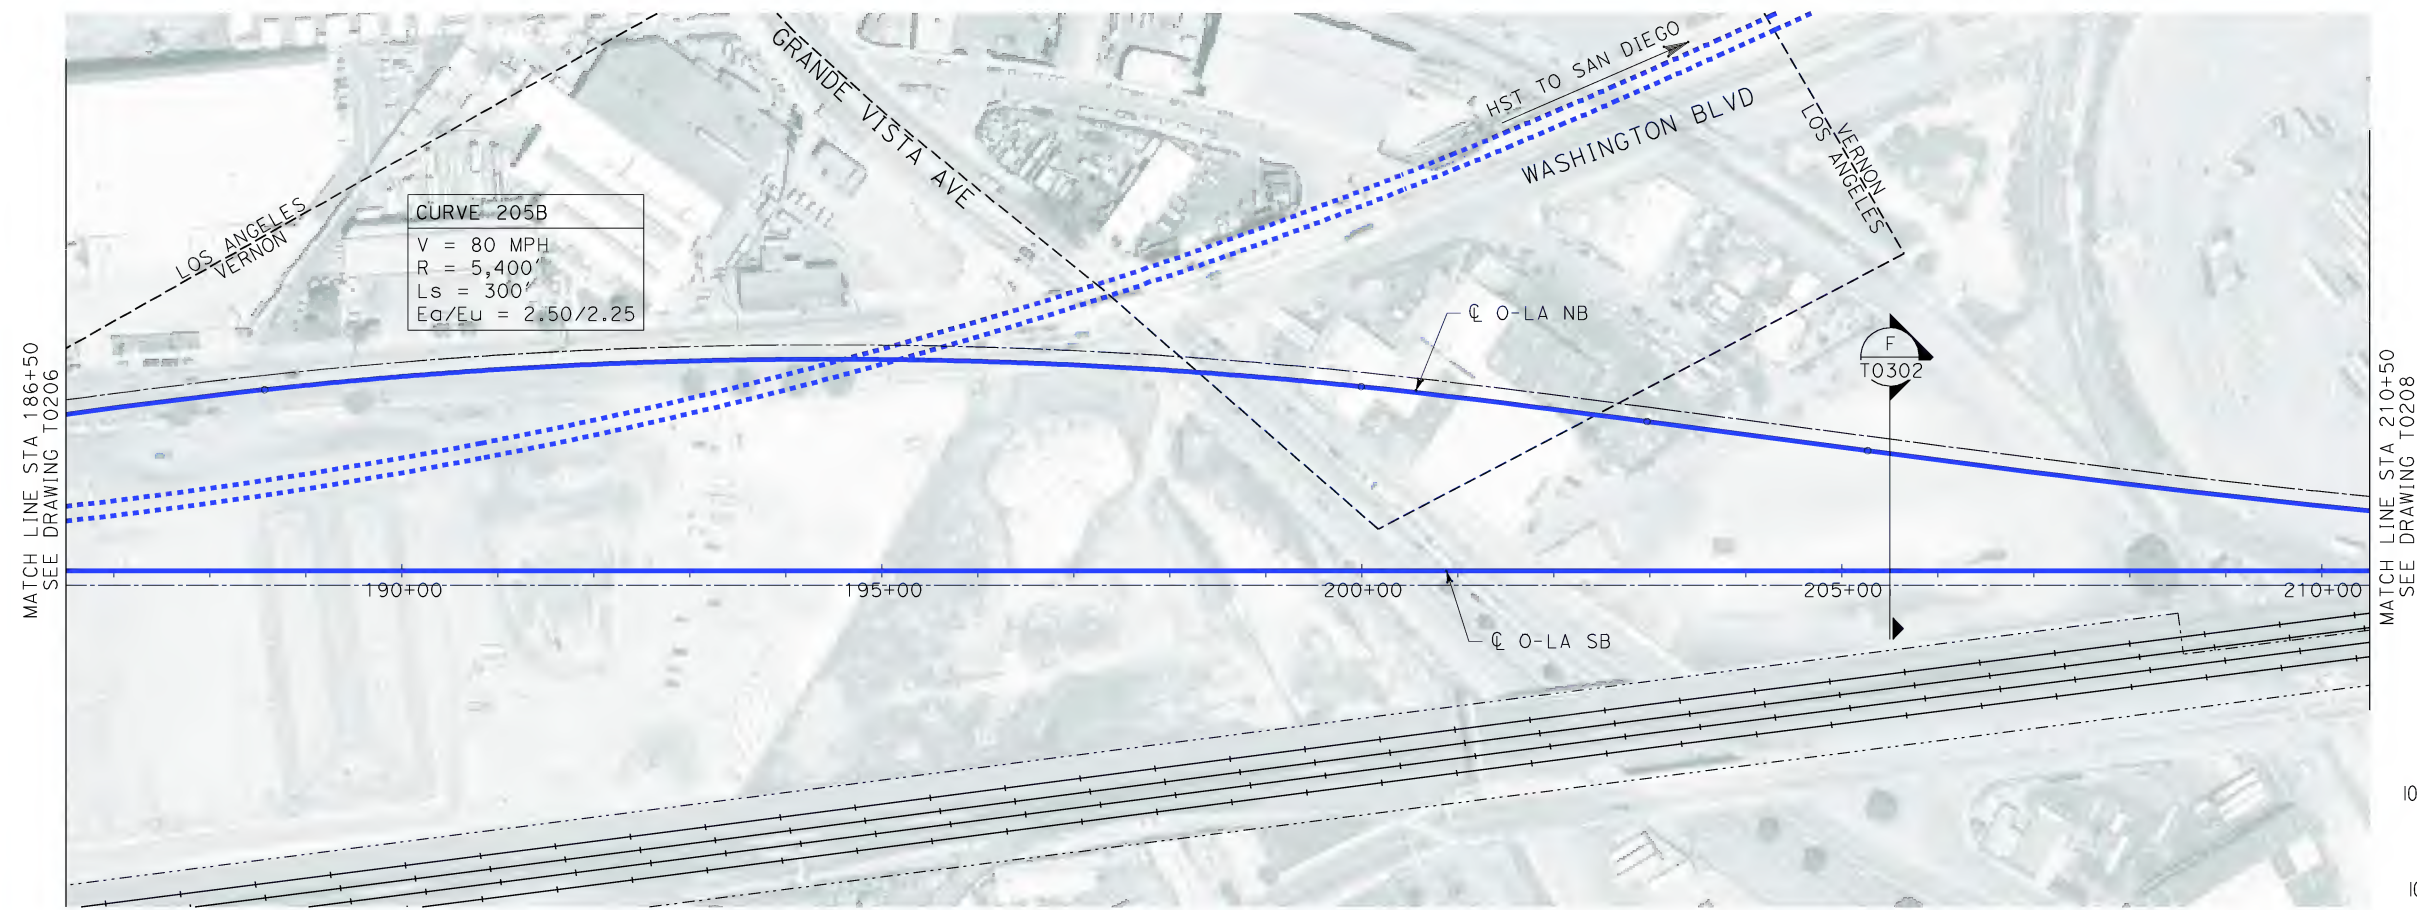 GRANDE VISTA AVE
HST TO SAN DIEGO
WASHINGTON BLVD
VERNON
LOS ANGELES
LOS ANGELES
VERNON
CURVE 205B
V = 80 MPH
R = 5,400'
Ls = 300'
Ea/Eu = 2.50/2.25
℄ O-LA NB
F
T0302
MATCH LINE STA 186+50
SEE DRAWING T0206
MATCH LINE STA 210+50
SEE DRAWING T0208
190+00
195+00
200+00
205+00
210+00
℄ O-LA SB